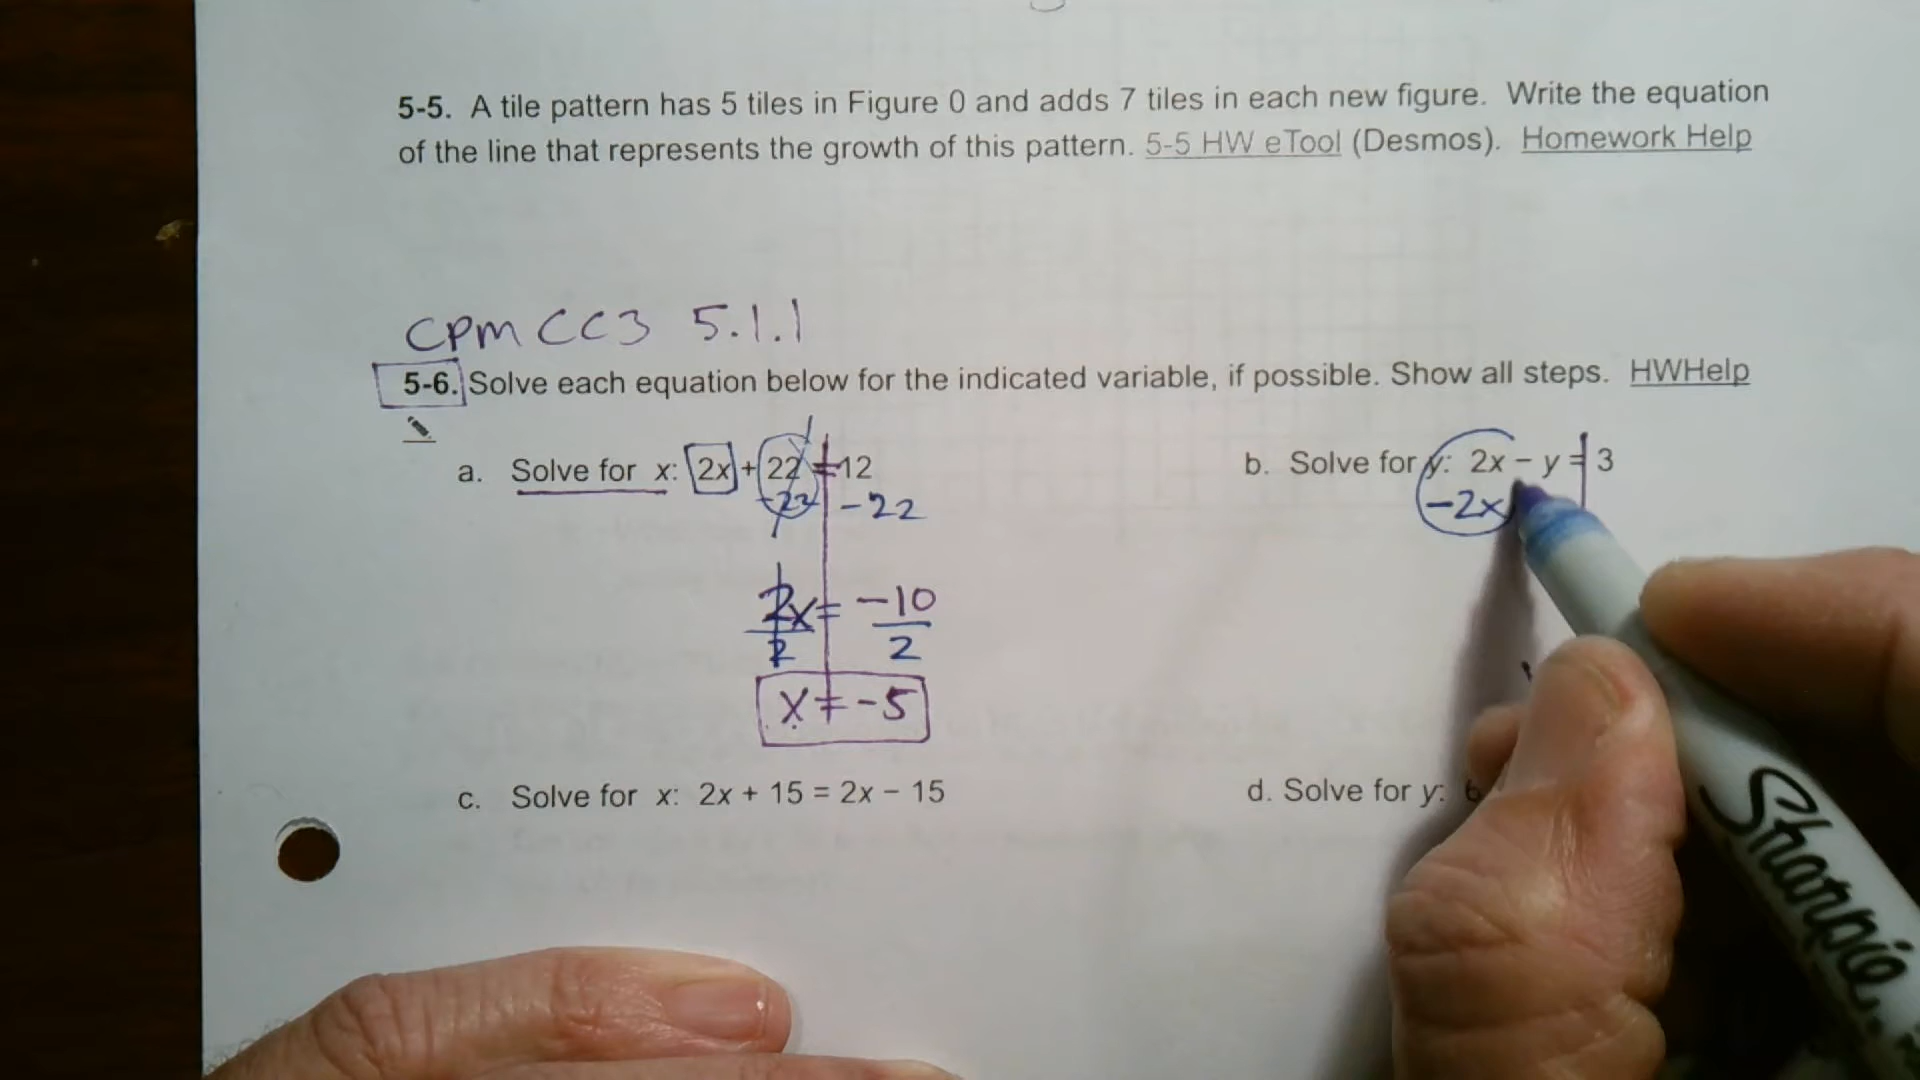 5-5. A tile pattern has 5 tiles in Figure 0 and adds 7 tiles in each new figure. Write the equation
of the line that represents the growth of this pattern. 5-5 HW eTool (Desmos). Homework Help
CPM CC3 5.1.1
5-6. Solve each equation below for the indicated variable, if possible. Show all steps. HWHelp
a. Solve for x: 2x + 22 = 12
-22 -22
2x = -10
2 2
x = -5
b. Solve for y: 2x − y = 3
-2x
c. Solve for x: 2x + 15 = 2x − 15
d. Solve for y:
Sharpie